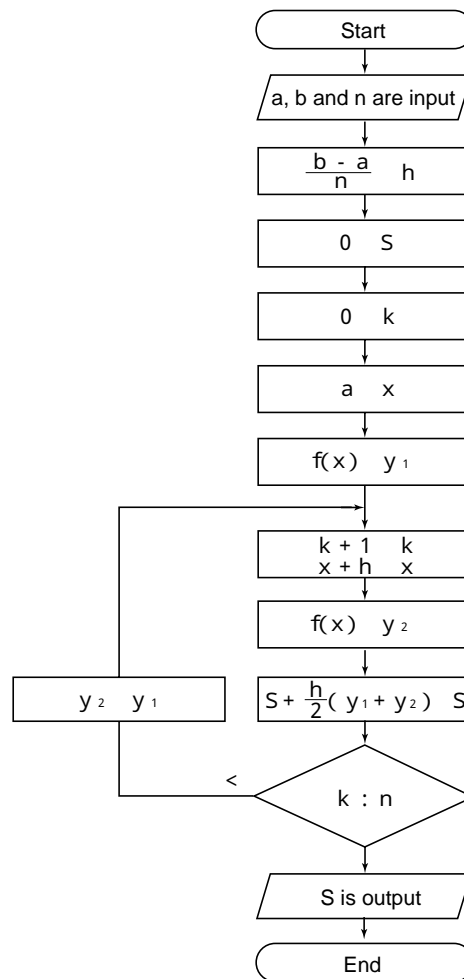 Start
a, b and n are input
b - a
n
h
0 S
0 k
a x
f(x) y1
k + 1 k
x + h x
f(x) y2
y2 y1
S + h/2 ( y1 + y2 ) S
<
k : n
S is output
End